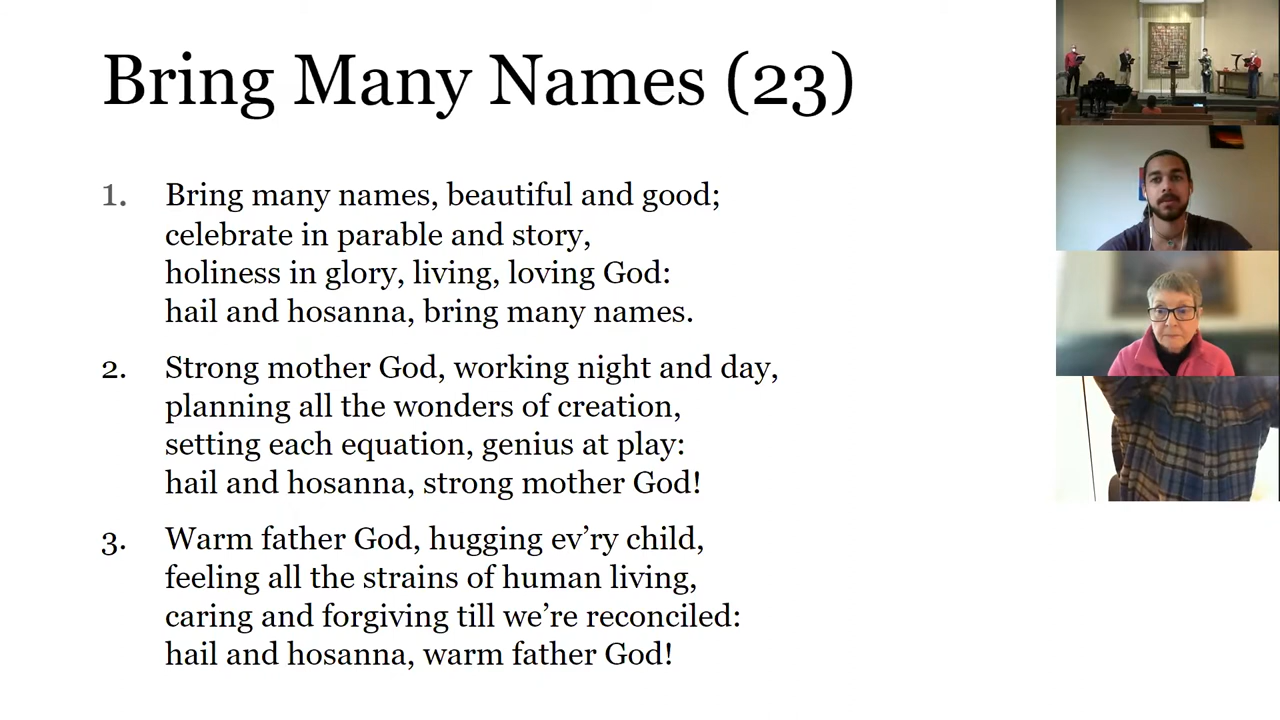 Bring Many Names (23)
1. Bring many names, beautiful and good;
celebrate in parable and story,
holiness in glory, living, loving God:
hail and hosanna, bring many names.
2. Strong mother God, working night and day,
planning all the wonders of creation,
setting each equation, genius at play:
hail and hosanna, strong mother God!
3. Warm father God, hugging ev’ry child,
feeling all the strains of human living,
caring and forgiving till we’re reconciled:
hail and hosanna, warm father God!